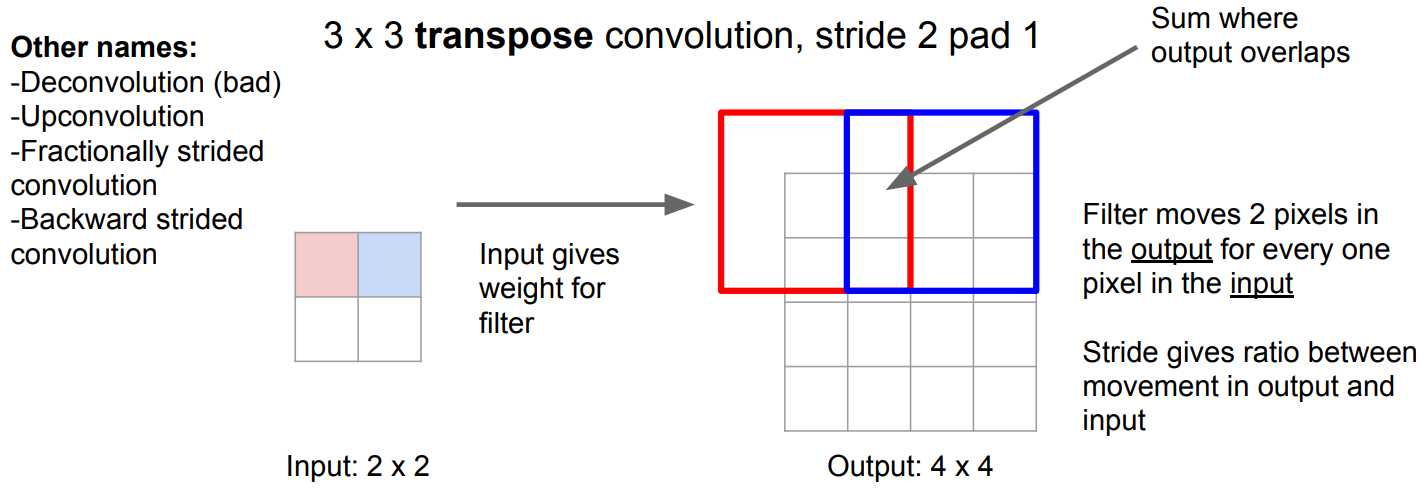 Other names:
-Deconvolution (bad)
-Upconvolution
-Fractionally strided
convolution
-Backward strided
convolution
3 x 3 transpose convolution, stride 2 pad 1
Sum where
output overlaps
Input gives
weight for
filter
Filter moves 2 pixels in
the output for every one
pixel in the input
Stride gives ratio between
movement in output and
input
Input: 2 x 2
Output: 4 x 4